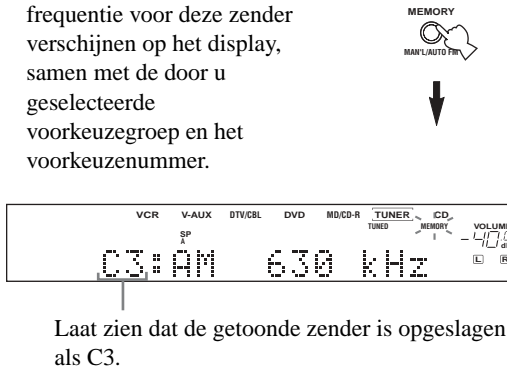 frequentie voor deze zender
verschijnen op het display,
samen met de door u
geselecteerde
voorkeuzegroep en het
voorkeuzenummer.
MEMORY
MAN'L/AUTO FM
VCR V-AUX DTV/CBL DVD MD/CD-R TUNER CD
TUNED MEMORY VOLUME
SP
A
C3:AM 630 kHz
L R
Laat zien dat de getoonde zender is opgeslagen
als C3.